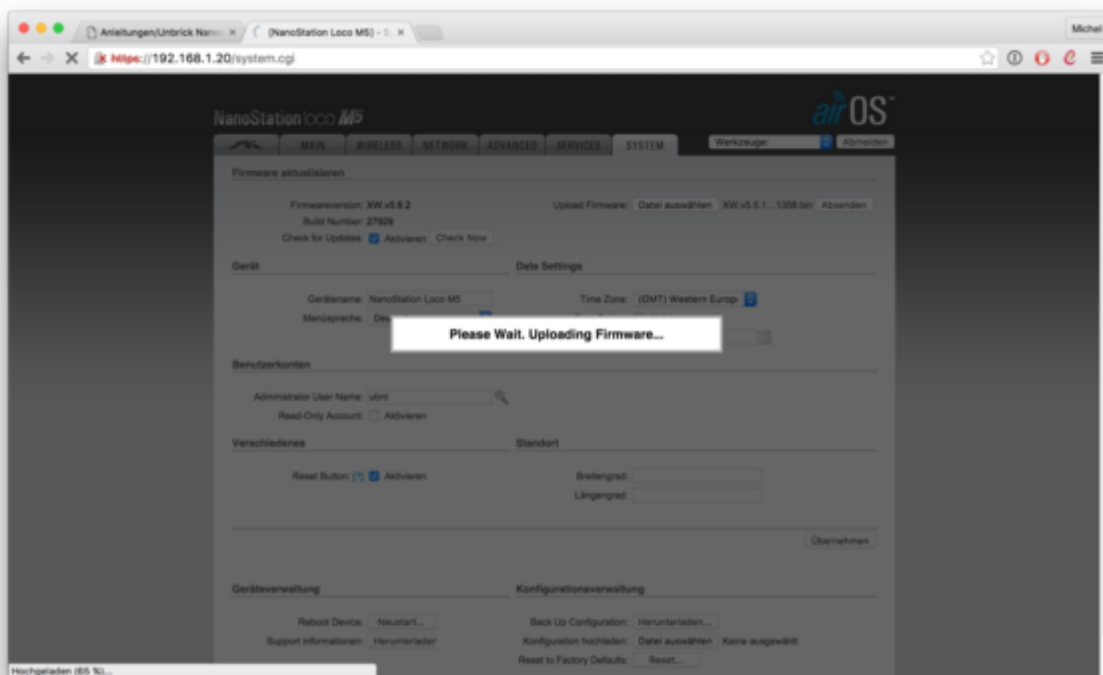 Anleitungen/Unbrick Nano
[NanoStation Loco M5] - S
Michel
https://192.168.1.20/system.cgi
NanoStation loco M5
airOS™
MAIN WIRELESS NETWORK ADVANCED SERVICES SYSTEM
Werkzeuge:
Abmelden
Firmware aktualisieren
Firmwareversion: XW.v5.6.2
Upload Firmware: Datei auswählen XW.v5.5.1....1358.bin Absenden
Build Number: 27929
Check for Updates: Aktivieren Check Now
Gerät
Date Settings
Gerätename: NanoStation Loco M5
Time Zone: (GMT) Western Europ
Menüsprache:
Please Wait. Uploading Firmware...
Benutzerkonten
Administrator User Name: ubnt
Read-Only Account: Aktivieren
Verschiedenes
Standort
Reset Button: [?] Aktivieren
Breitengrad:
Längengrad:
Übernehmen
Geräteverwaltung
Konfigurationsverwaltung
Reboot Device: Neustart...
Back Up Configuration: Herunterladen...
Support Informationen: Herunterladen
Konfiguration hochladen: Datei auswählen Keine ausgewählt
Reset to Factory Defaults: Reset...
Hochgeladen (65 %)...